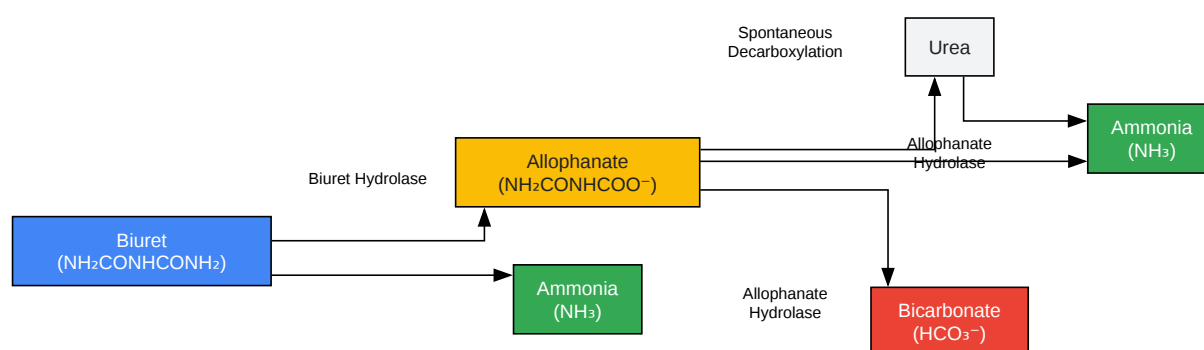 Spontaneous
Decarboxylation
Urea
Ammonia
(NH₃)
Allophanate
Hydrolase
Allophanate
(NH₂CONHCOO⁻)
Biuret Hydrolase
Biuret
(NH₂CONHCONH₂)
Ammonia
(NH₃)
Allophanate
Hydrolase
Bicarbonate
(HCO₃⁻)